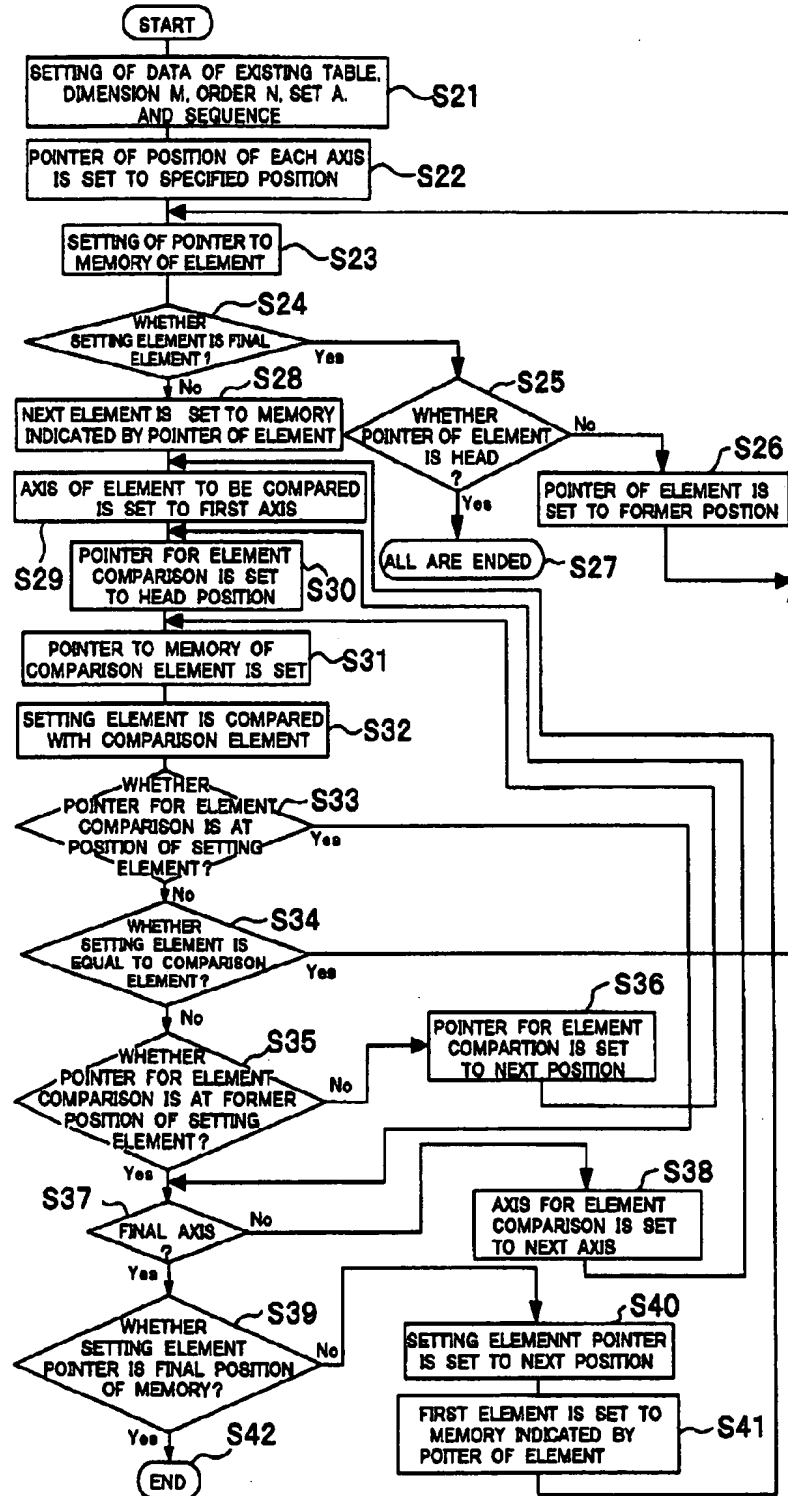 START
SETTING OF DATA OF EXISTING TABLE,
DIMENSION M, ORDER N, SET A,
AND SEQUENCE
S21
POINTER OF POSITION OF EACH AXIS
IS SET TO SPECIFIED POSITION
S22
SETTING OF POINTER TO
MEMORY OF ELEMENT
S23
S24
WHETHER
SETTING ELEMENT IS FINAL
ELEMENT?
Yes
No
S28
NEXT ELEMENT IS SET TO MEMORY
INDICATED BY POINTER OF ELEMENT
S25
WHETHER
POINTER OF ELEMENT
IS HEAD
?
No
Yes
S26
POINTER OF ELEMENT IS
SET TO FORMER POSTION
ALL ARE ENDED
S27
AXIS OF ELEMENT TO BE COMPARED
IS SET TO FIRST AXIS
S29
POINTER FOR ELEMENT
COMPARISON IS SET
TO HEAD POSITION
S30
POINTER TO MEMORY OF
COMPARISON ELEMENT IS SET
S31
SETTING ELEMENT IS COMPARED
WITH COMPARISON ELEMENT
S32
WHETHER
POINTER FOR ELEMENT
COMPARISON IS AT
POSITION OF SETTING
ELEMENT?
S33
Yes
No
S34
WHETHER
SETTING ELEMENT IS
EQUAL TO COMPARISON
ELEMENT?
Yes
No
S35
WHETHER
POINTER FOR ELEMENT
COMPARISON IS AT FORMER
POSITION OF SETTING
ELEMENT?
No
Yes
S36
POINTER FOR ELEMENT
COMPARTION IS SET
TO NEXT POSITION
S37
FINAL AXIS
?
No
Yes
S38
AXIS FOR ELEMENT
COMPARISON IS SET
TO NEXT AXIS
S39
WHETHER
SETTING ELEMENT
POINTER IS FINAL POSITION
OF MEMORY?
No
Yes
S40
SETTING ELEMENNT POINTER
IS SET TO NEXT POSITION
FIRST ELEMENT IS SET TO
MEMORY INDICATED BY
POITTER OF ELEMENT
S41
S42
END